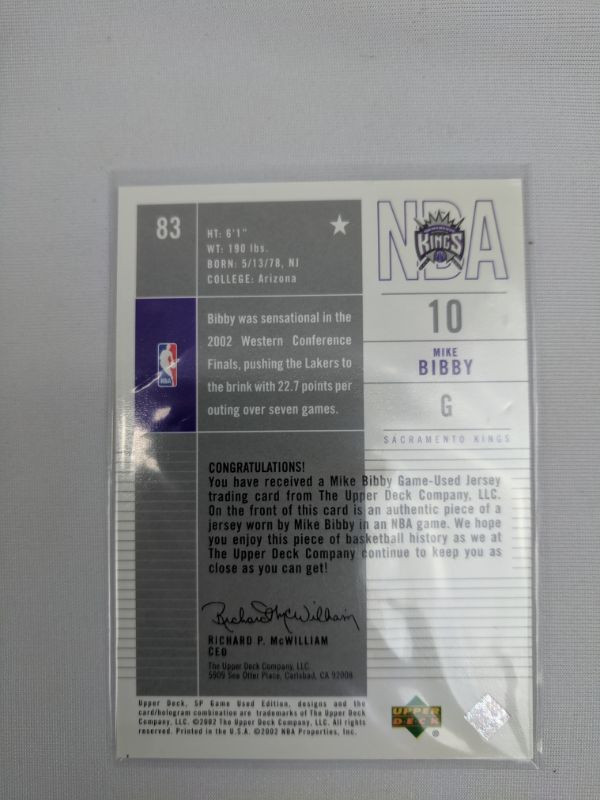 83
HT: 6'1"
WT: 190 lbs.
BORN: 5/13/78, NJ
COLLEGE: Arizona
NBA
KINGS
10
MIKE
BIBBY
G
SACRAMENTO KINGS
NBA
Bibby was sensational in the
2002 Western Conference
Finals, pushing the Lakers to
the brink with 22.7 points per
outing over seven games.
CONGRATULATIONS!
You have received a Mike Bibby Game-Used Jersey
trading card from The Upper Deck Company, LLC.
On the front of this card is an authentic piece of a
jersey worn by Mike Bibby in an NBA game. We hope
you enjoy this piece of basketball history as we at
The Upper Deck Company continue to keep you as
close as you can get!
Richard P. McWilliam
RICHARD P. McWILLIAM
CEO
The Upper Deck Company, LLC.
5909 Sea Otter Place, Carlsbad, CA 92008
Upper Deck, SP Game Used Edition, designs and the
card/hologram combination are trademarks of The Upper Deck
Company, LLC. ©2002 The Upper Deck Company, LLC. All rights
reserved. Printed in the U.S.A. ©2002 NBA Properties, Inc.
UPPER
DECK
®